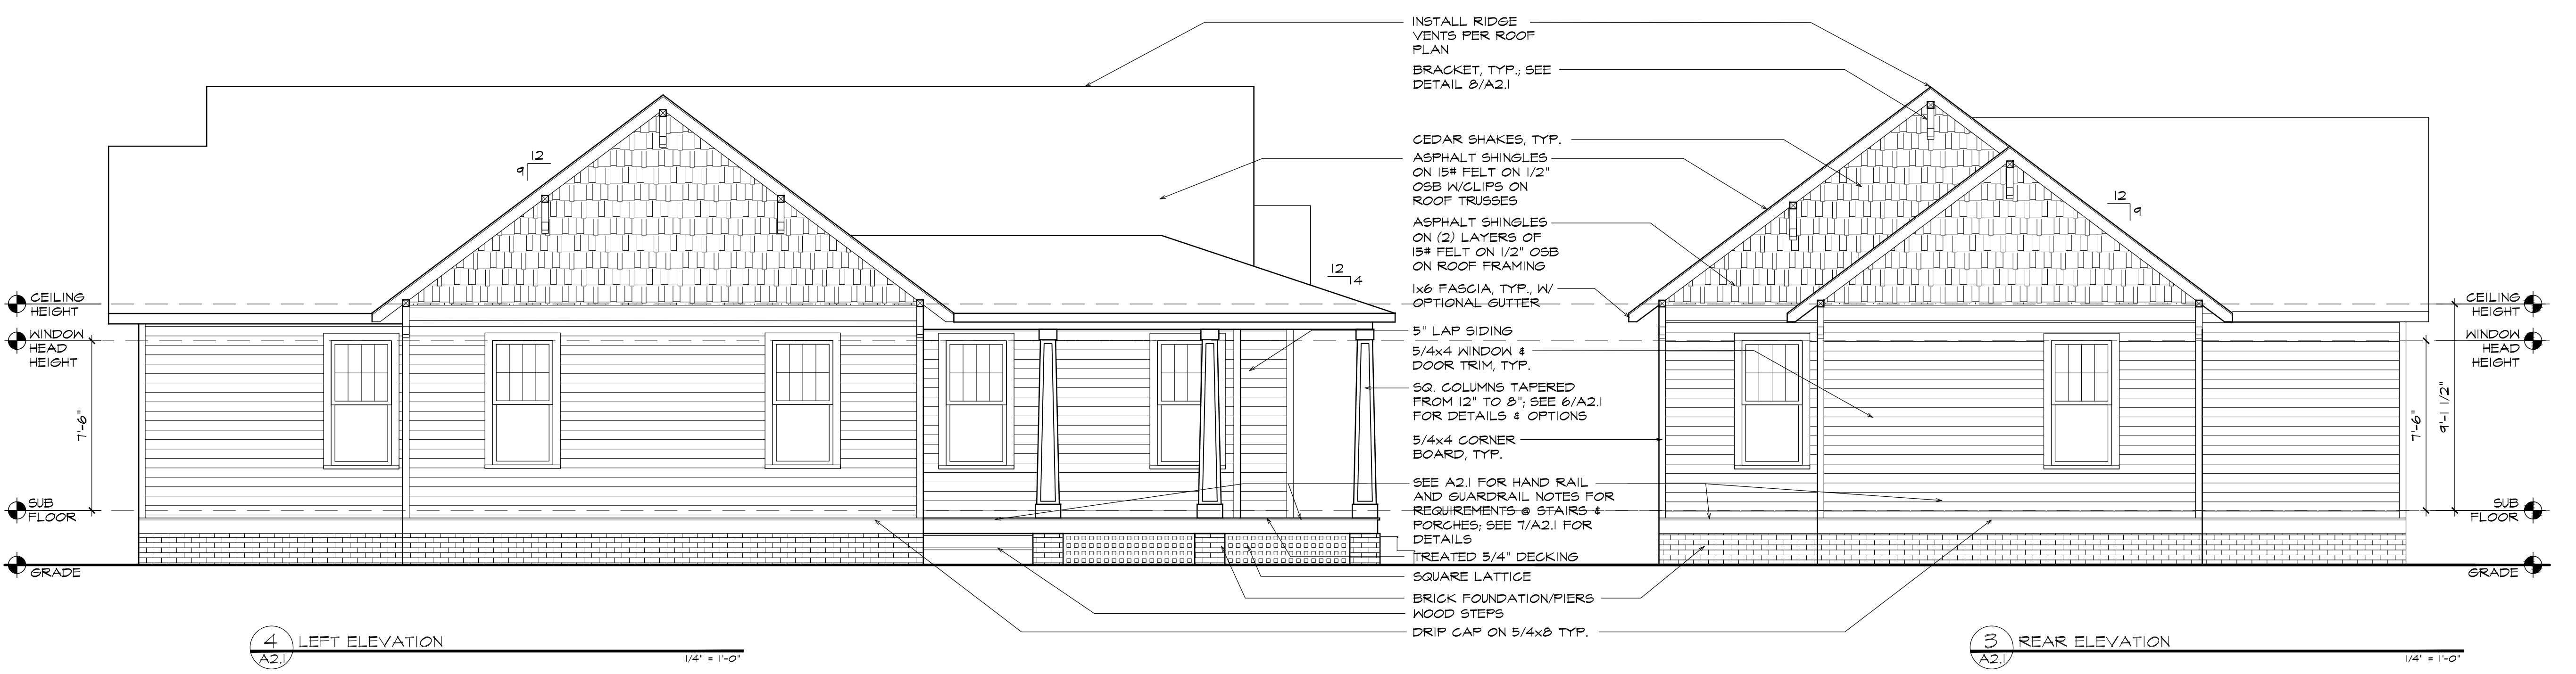 INSTALL RIDGE
VENTS PER ROOF
PLAN
BRACKET, TYP.; SEE
DETAIL 8/A2.1
CEDAR SHAKES, TYP.
ASPHALT SHINGLES
ON 15# FELT ON 1/2"
OSB W/CLIPS ON
ROOF TRUSSES
ASPHALT SHINGLES
ON (2) LAYERS OF
15# FELT ON 1/2" OSB
ON ROOF FRAMING
1x6 FASCIA, TYP., W/
OPTIONAL GUTTER
5" LAP SIDING
5/4x4 WINDOW &
DOOR TRIM, TYP.
SQ. COLUMNS TAPERED
FROM 12" TO 8"; SEE 6/A2.1
FOR DETAILS & OPTIONS
5/4x4 CORNER
BOARD, TYP.
SEE A2.1 FOR HAND RAIL
AND GUARDRAIL NOTES FOR
REQUIREMENTS @ STAIRS &
PORCHES; SEE 7/A2.1 FOR
DETAILS
TREATED 5/4" DECKING
SQUARE LATTICE
BRICK FOUNDATION/PIERS
WOOD STEPS
DRIP CAP ON 5/4x8 TYP.
12
9
12
4
12
9
CEILING
HEIGHT
WINDOW
HEAD
HEIGHT
7'-6"
SUB
FLOOR
GRADE
CEILING
HEIGHT
WINDOW
HEAD
HEIGHT
7'-6"
9'-1 1/2"
SUB
FLOOR
GRADE
4
A2.1
LEFT ELEVATION
1/4" = 1'-0"
3
A2.1
REAR ELEVATION
1/4" = 1'-0"